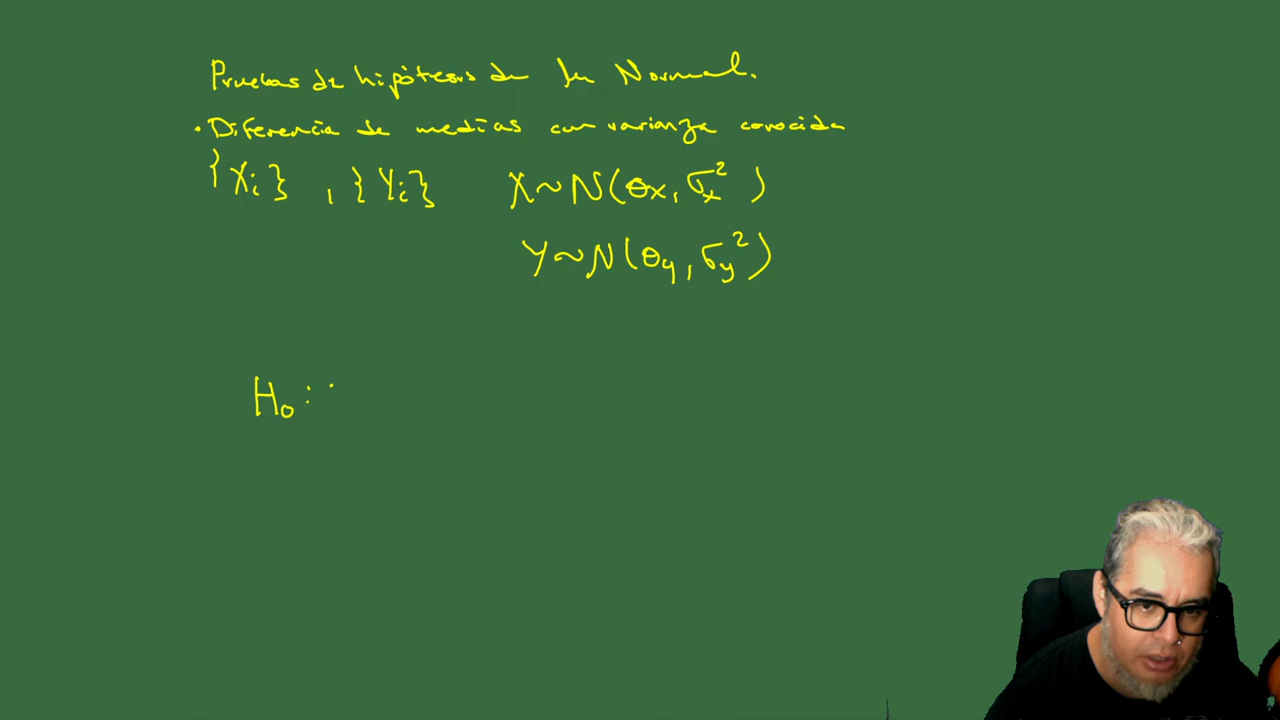 Pruebas de hipótesis de la Normal.
• Diferencia de medias con varianza conocida
{Xi} , {Yi} X~N(θx, σx²)
Y~N(θy, σy²)
H₀: